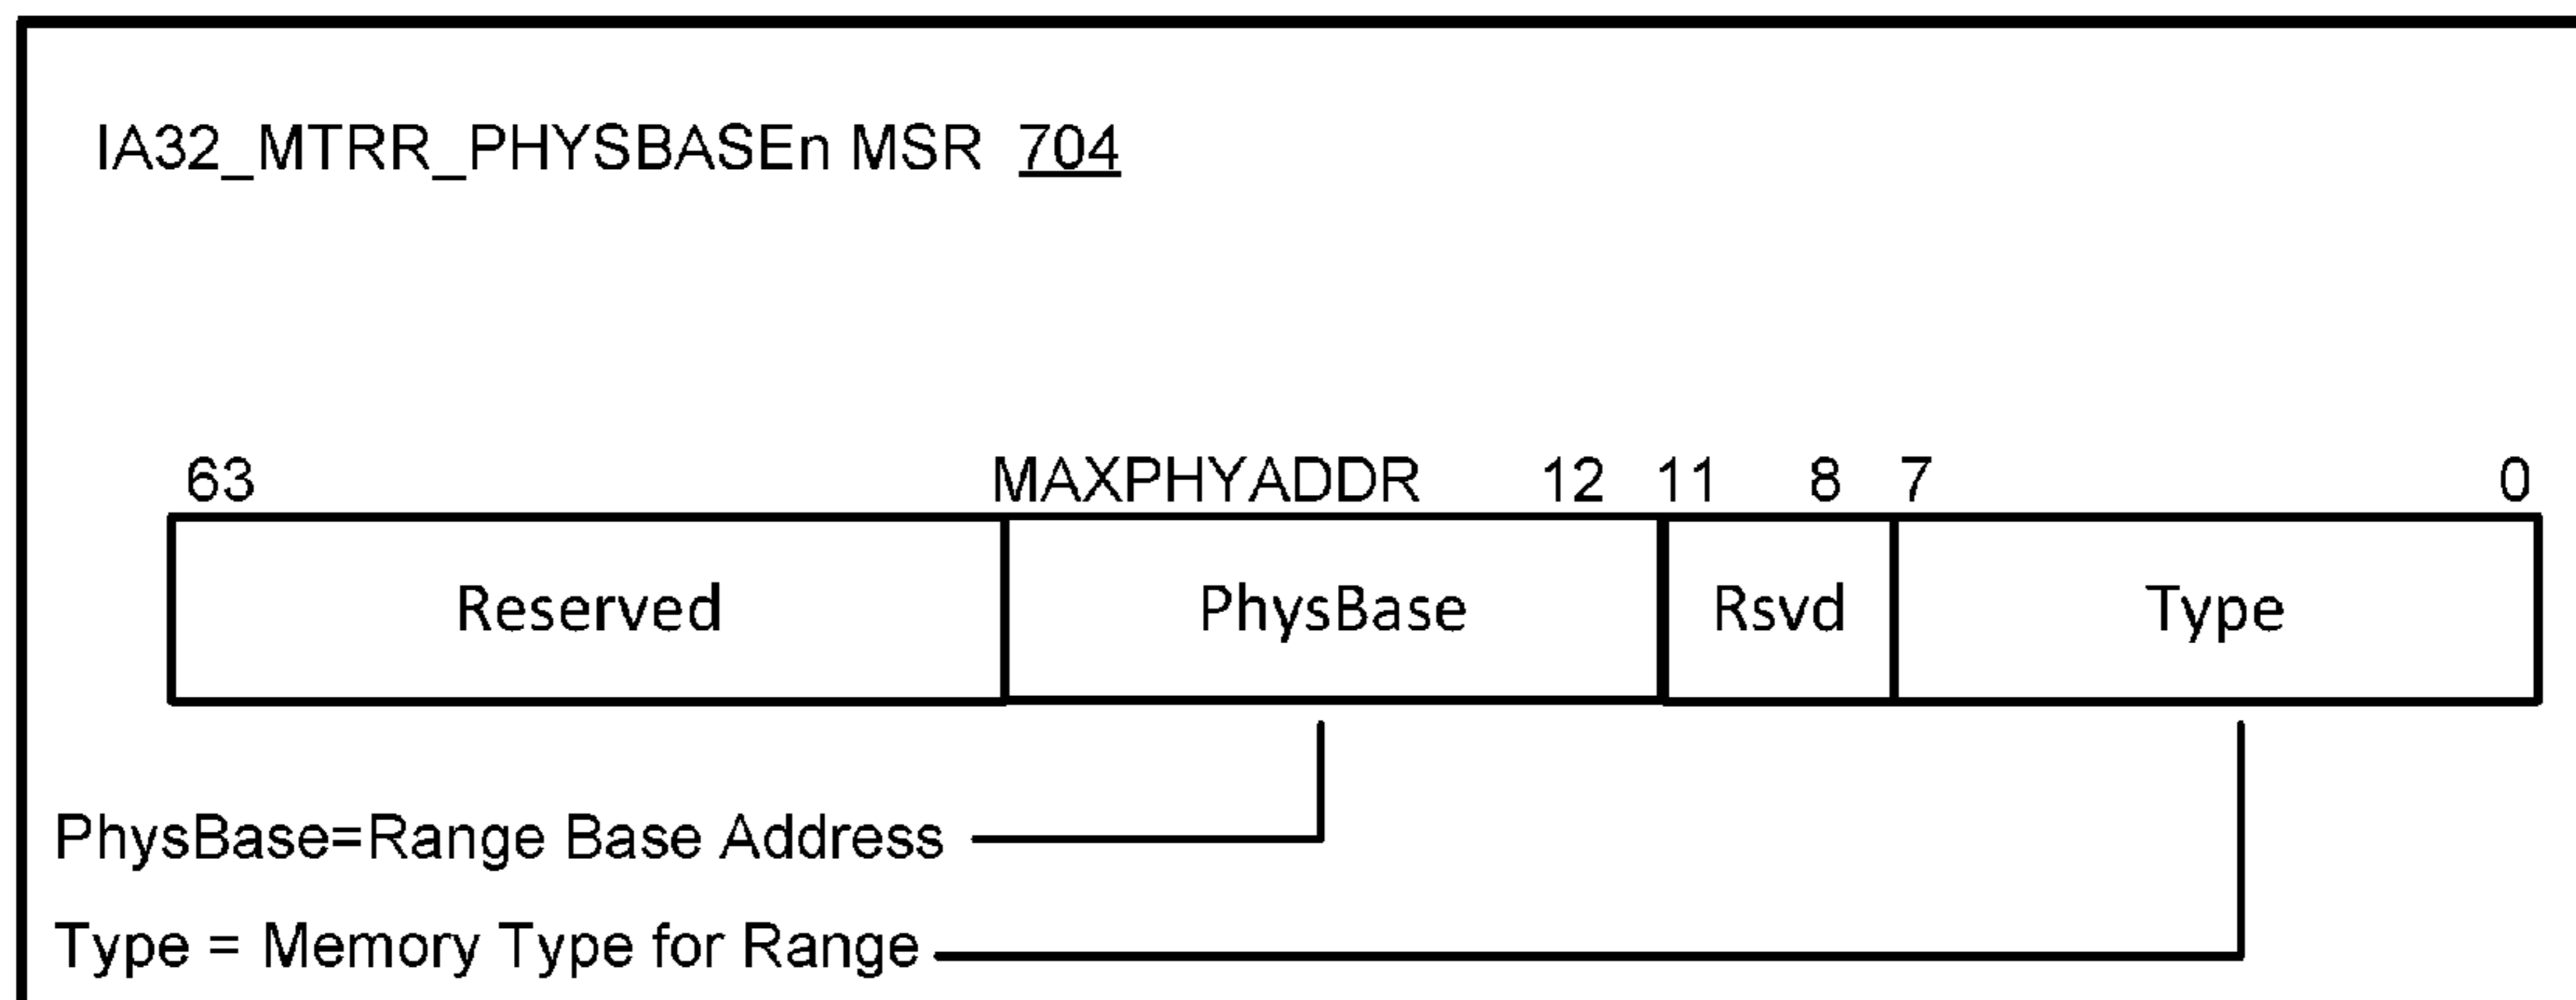 IA32_MTRR_PHYSBASEn MSR 704
63 MAXPHYADDR 12 11 8 7 0
Reserved PhysBase Rsvd Type
PhysBase=Range Base Address
Type = Memory Type for Range